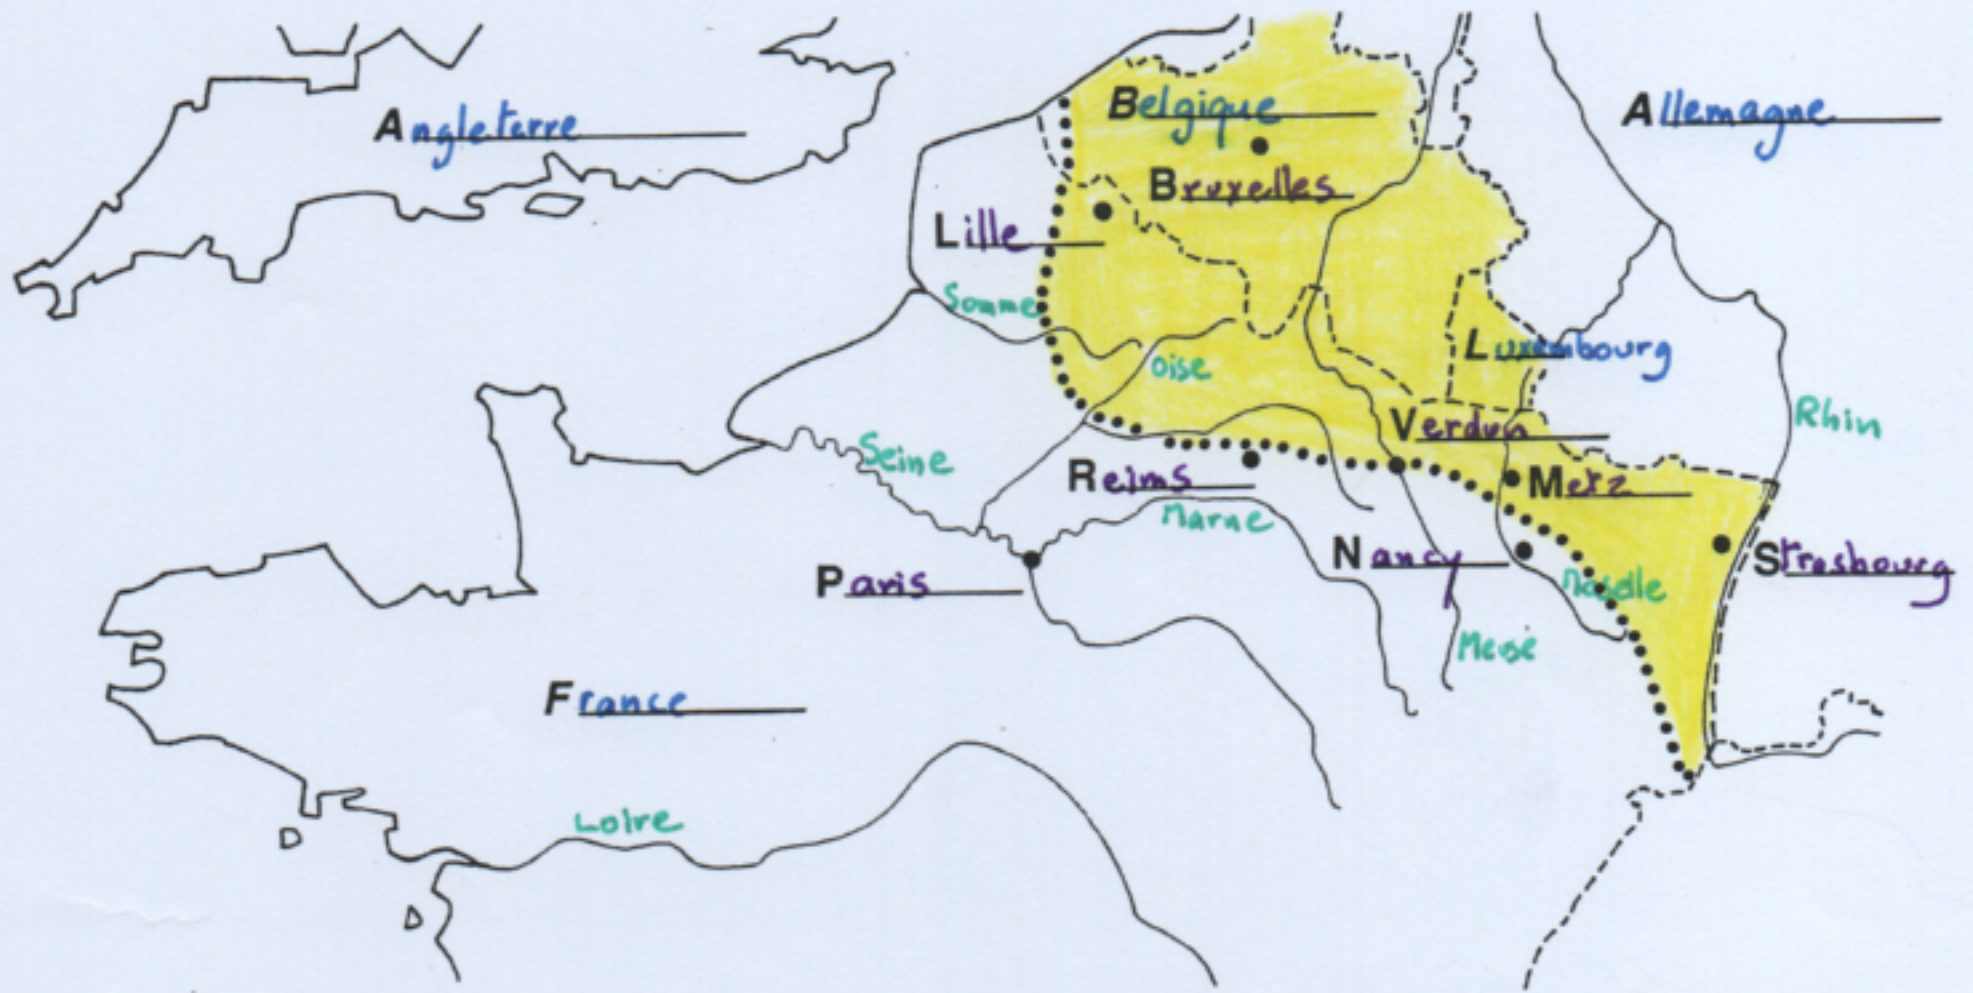 Angleterre
Belgique
Allemagne
Bruxelles
Lille
Somme
Luxembourg
oise
Rhin
Verdun
Seine
Reims
Metz
Marne
Nancy
Strasbourg
Paris
Moselle
Meuse
France
Loire